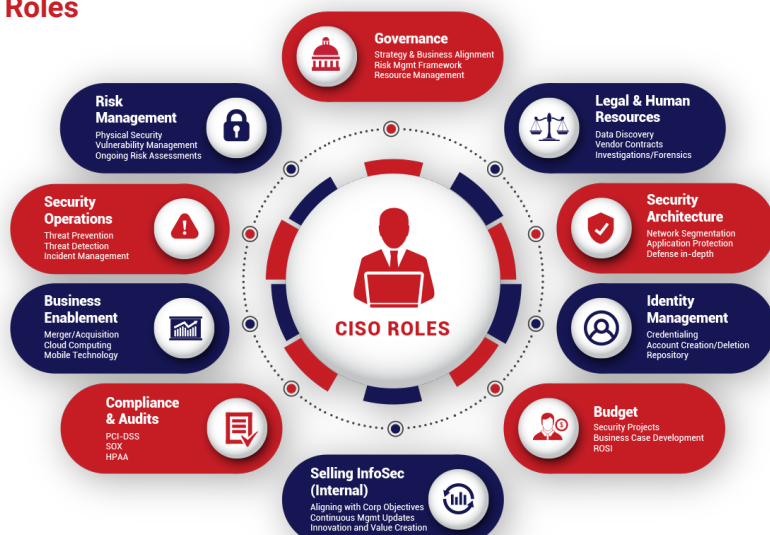 Roles
Governance
Strategy & Business Alignment
Risk Mgmt Framework
Resource Management
Risk
Management
Physical Security
Vulnerability Management
Ongoing Risk Assessments
Legal & Human
Resources
Data Discovery
Vendor Contracts
Investigations/Forensics
Security
Operations
Threat Prevention
Threat Detection
Incident Management
Security
Architecture
Network Segmentation
Application Protection
Defense in-depth
CISO ROLES
Business
Enablement
Merger/Acquisition
Cloud Computing
Mobile Technology
Identity
Management
Credentialing
Account Creation/Deletion
Repository
Compliance
& Audits
PCI-DSS
SOX
HPAA
Budget
Security Projects
Business Case Development
ROSI
$
Selling InfoSec
(Internal)
Aligning with Corp Objectives
Continuous Mgmt Updates
Innovation and Value Creation